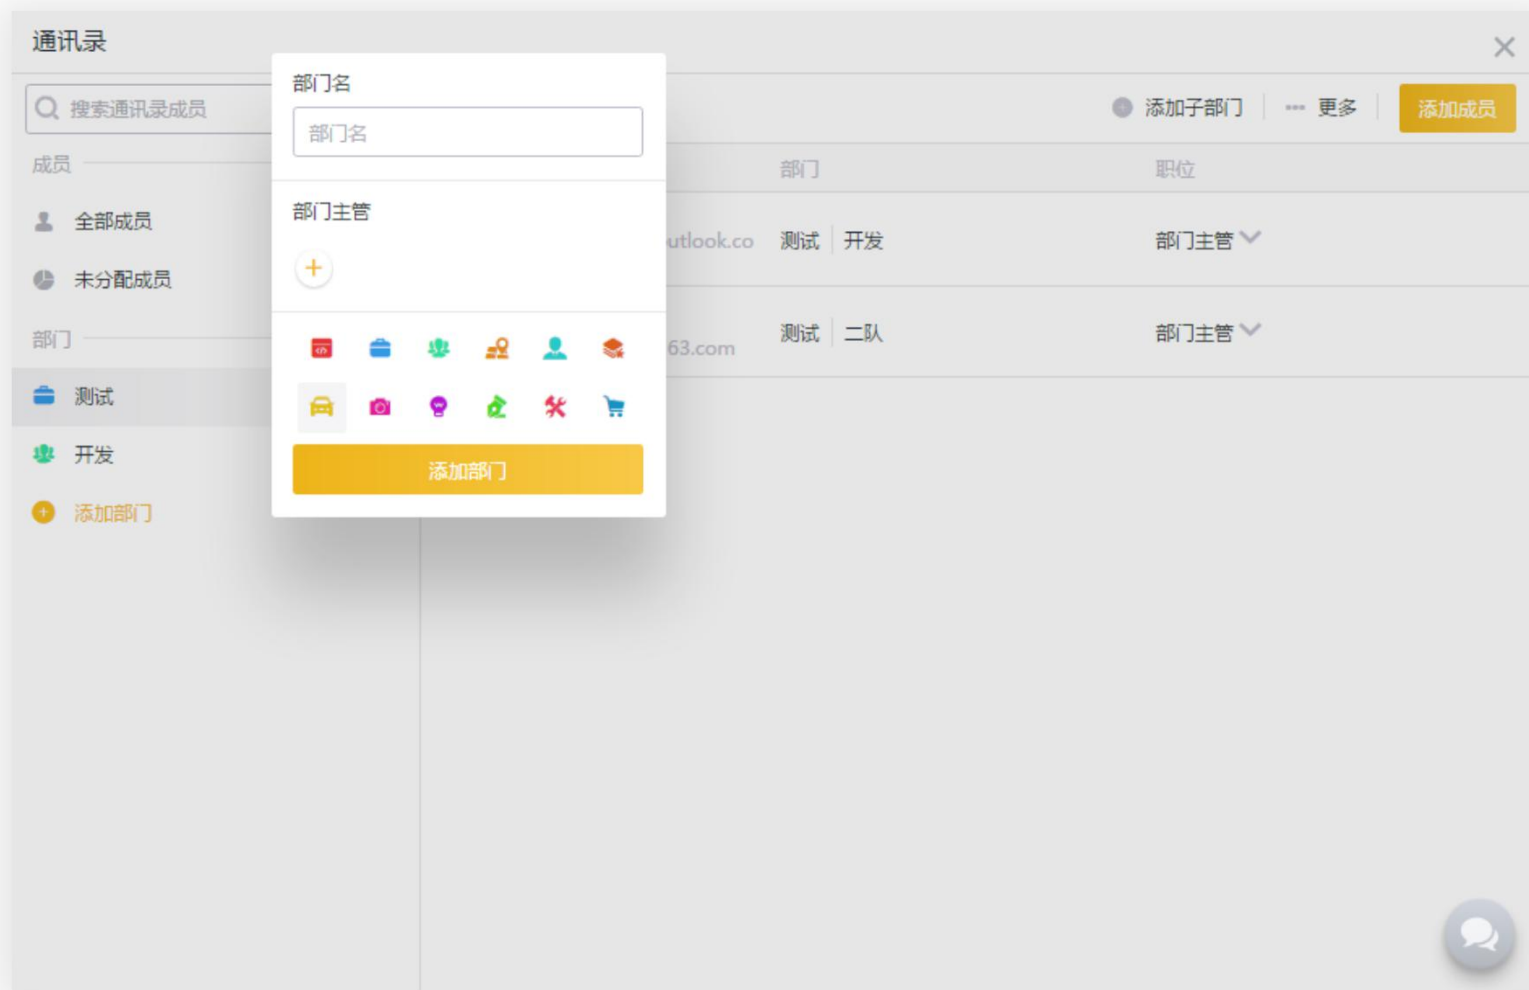 通讯录
搜索通讯录成员
成员
全部成员
未分配成员
部门
测试
开发
添加部门
部门名
部门名
部门主管
添加部门
添加子部门 更多 添加成员
部门 职位
utlook.co 测试 开发 部门主管
63.com 测试 二队 部门主管